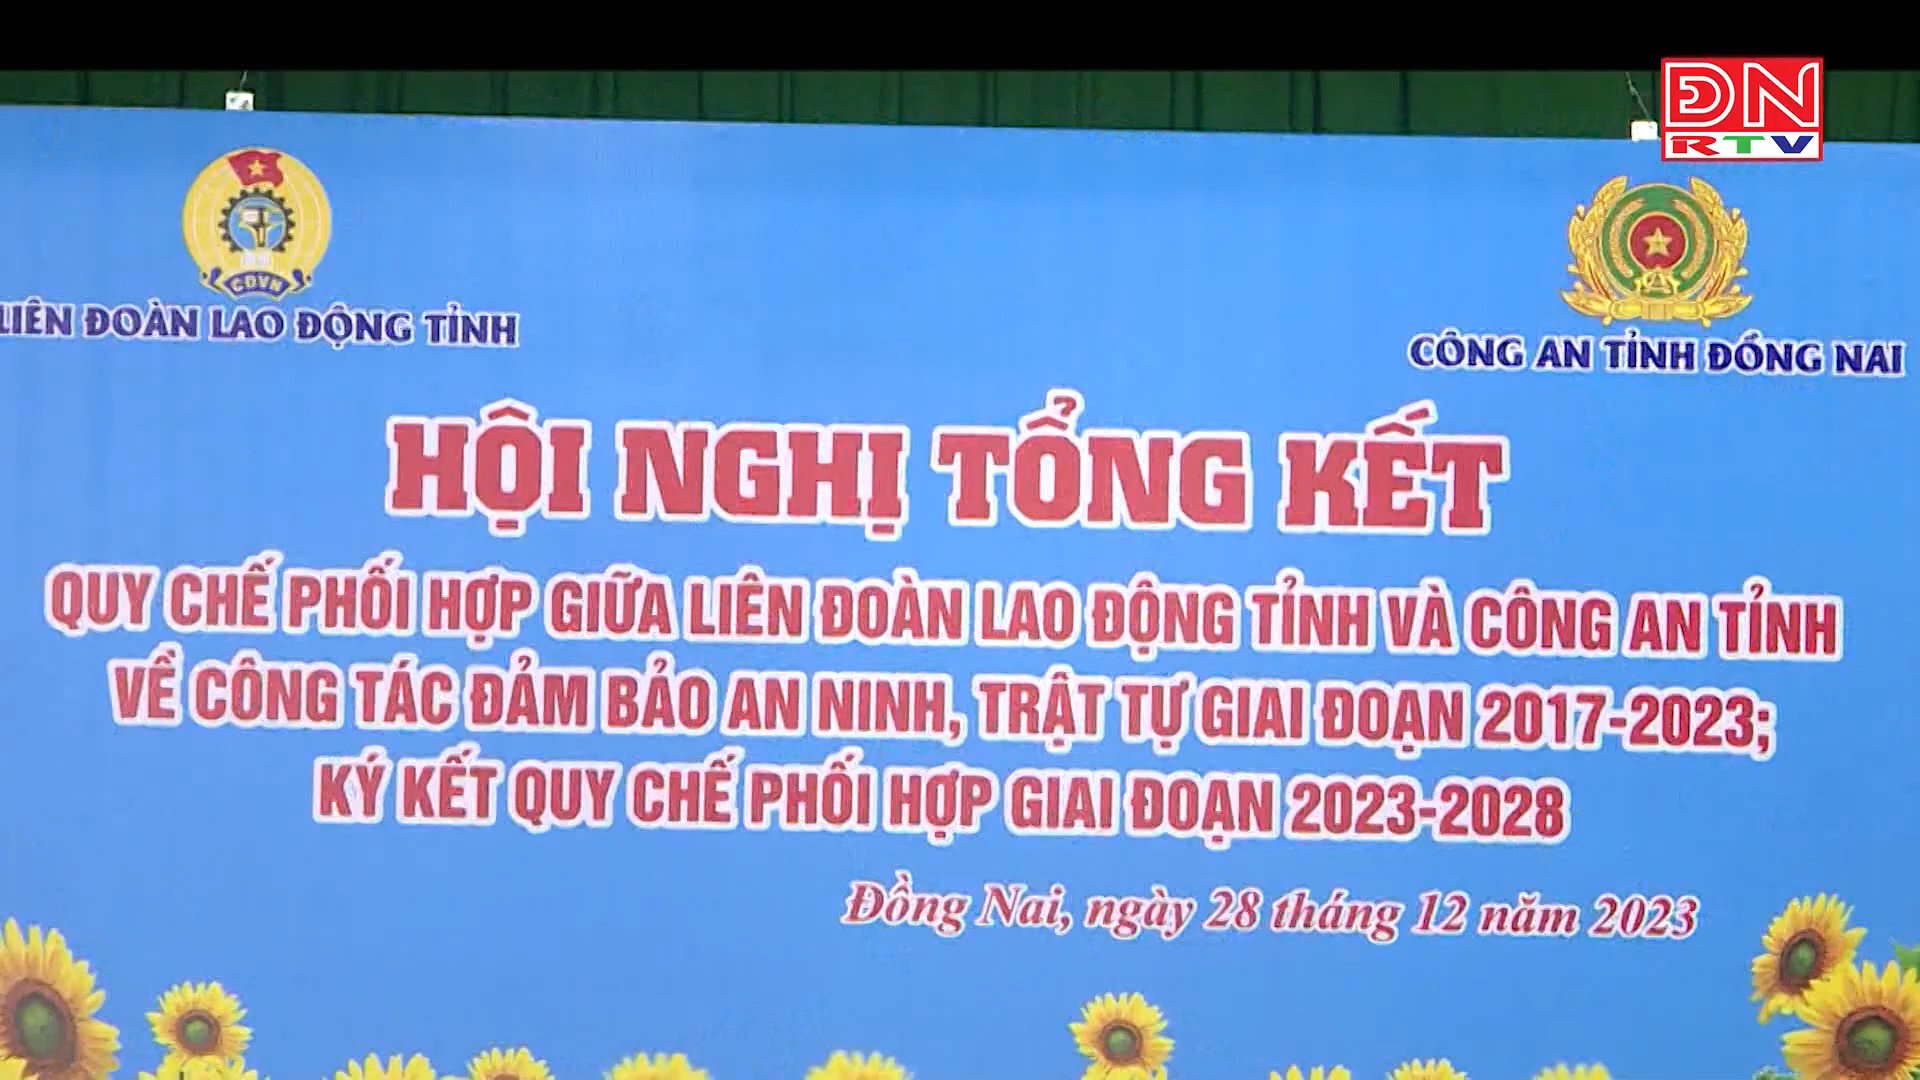 ĐN
RTV
CĐVN
LIÊN ĐOÀN LAO ĐỘNG TỈNH
CÔNG AN TỈNH ĐỒNG NAI
HỘI NGHỊ TỔNG KẾT
QUY CHẾ PHỐI HỢP GIỮA LIÊN ĐOÀN LAO ĐỘNG TỈNH VÀ CÔNG AN TỈNH
VỀ CÔNG TÁC ĐẢM BẢO AN NINH, TRẬT TỰ GIAI ĐOẠN 2017-2023;
KÝ KẾT QUY CHẾ PHỐI HỢP GIAI ĐOẠN 2023-2028
Đồng Nai, ngày 28 tháng 12 năm 2023